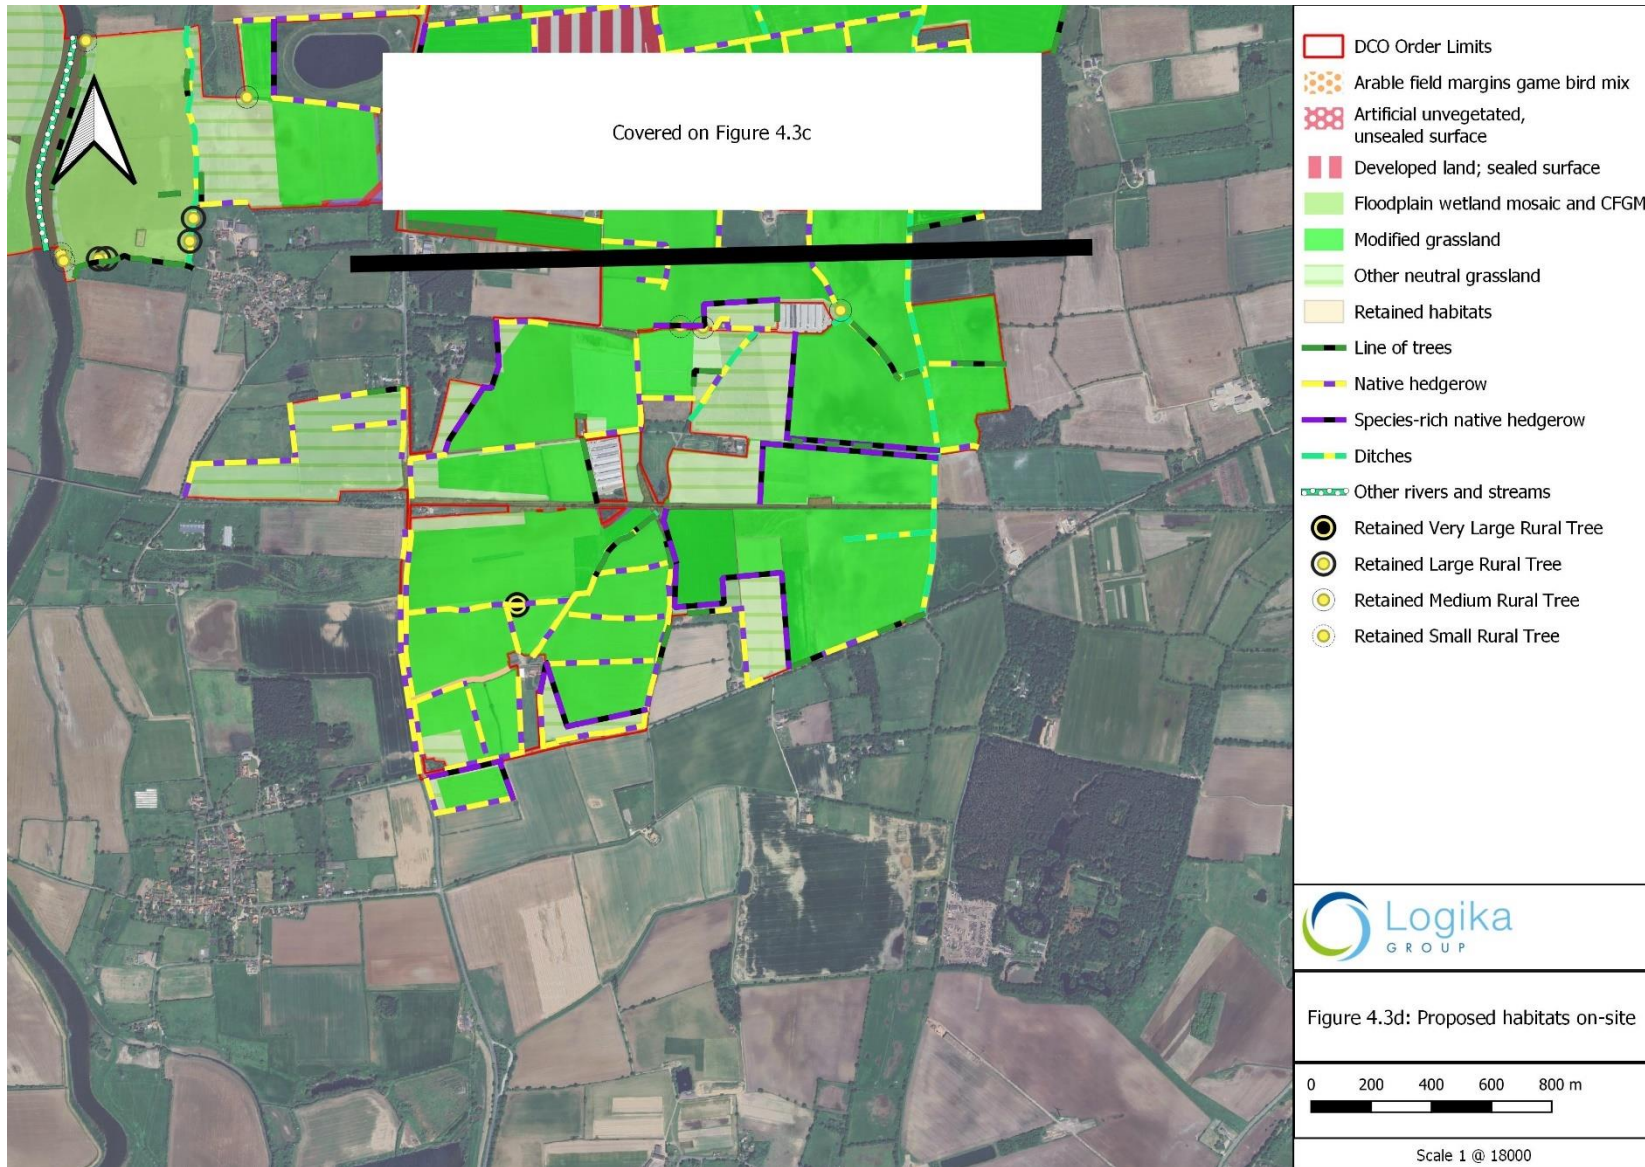 Covered on Figure 4.3c
DCO Order Limits
Arable field margins game bird mix
Artificial unvegetated,
unsealed surface
Developed land; sealed surface
Floodplain wetland mosaic and CFGM
Modified grassland
Other neutral grassland
Retained habitats
Line of trees
Native hedgerow
Species-rich native hedgerow
Ditches
Other rivers and streams
Retained Very Large Rural Tree
Retained Large Rural Tree
Retained Medium Rural Tree
Retained Small Rural Tree
Logika
GROUP
Figure 4.3d: Proposed habitats on-site
0 200 400 600 800 m
Scale 1 @ 18000